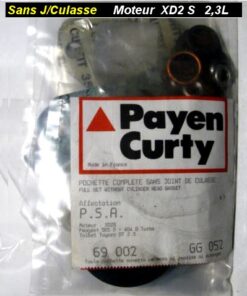 Sans J/Culasse Moteur XD2 S 2,3L
Payen
Curty
Made in France
POCHETTE COMPLETE SANS JOINT DE CULASSE
FULL SET WITHOUT CYLINDER HEAD GASKET
Affectation
P.S.A.
Moteur
69 002 GG 052